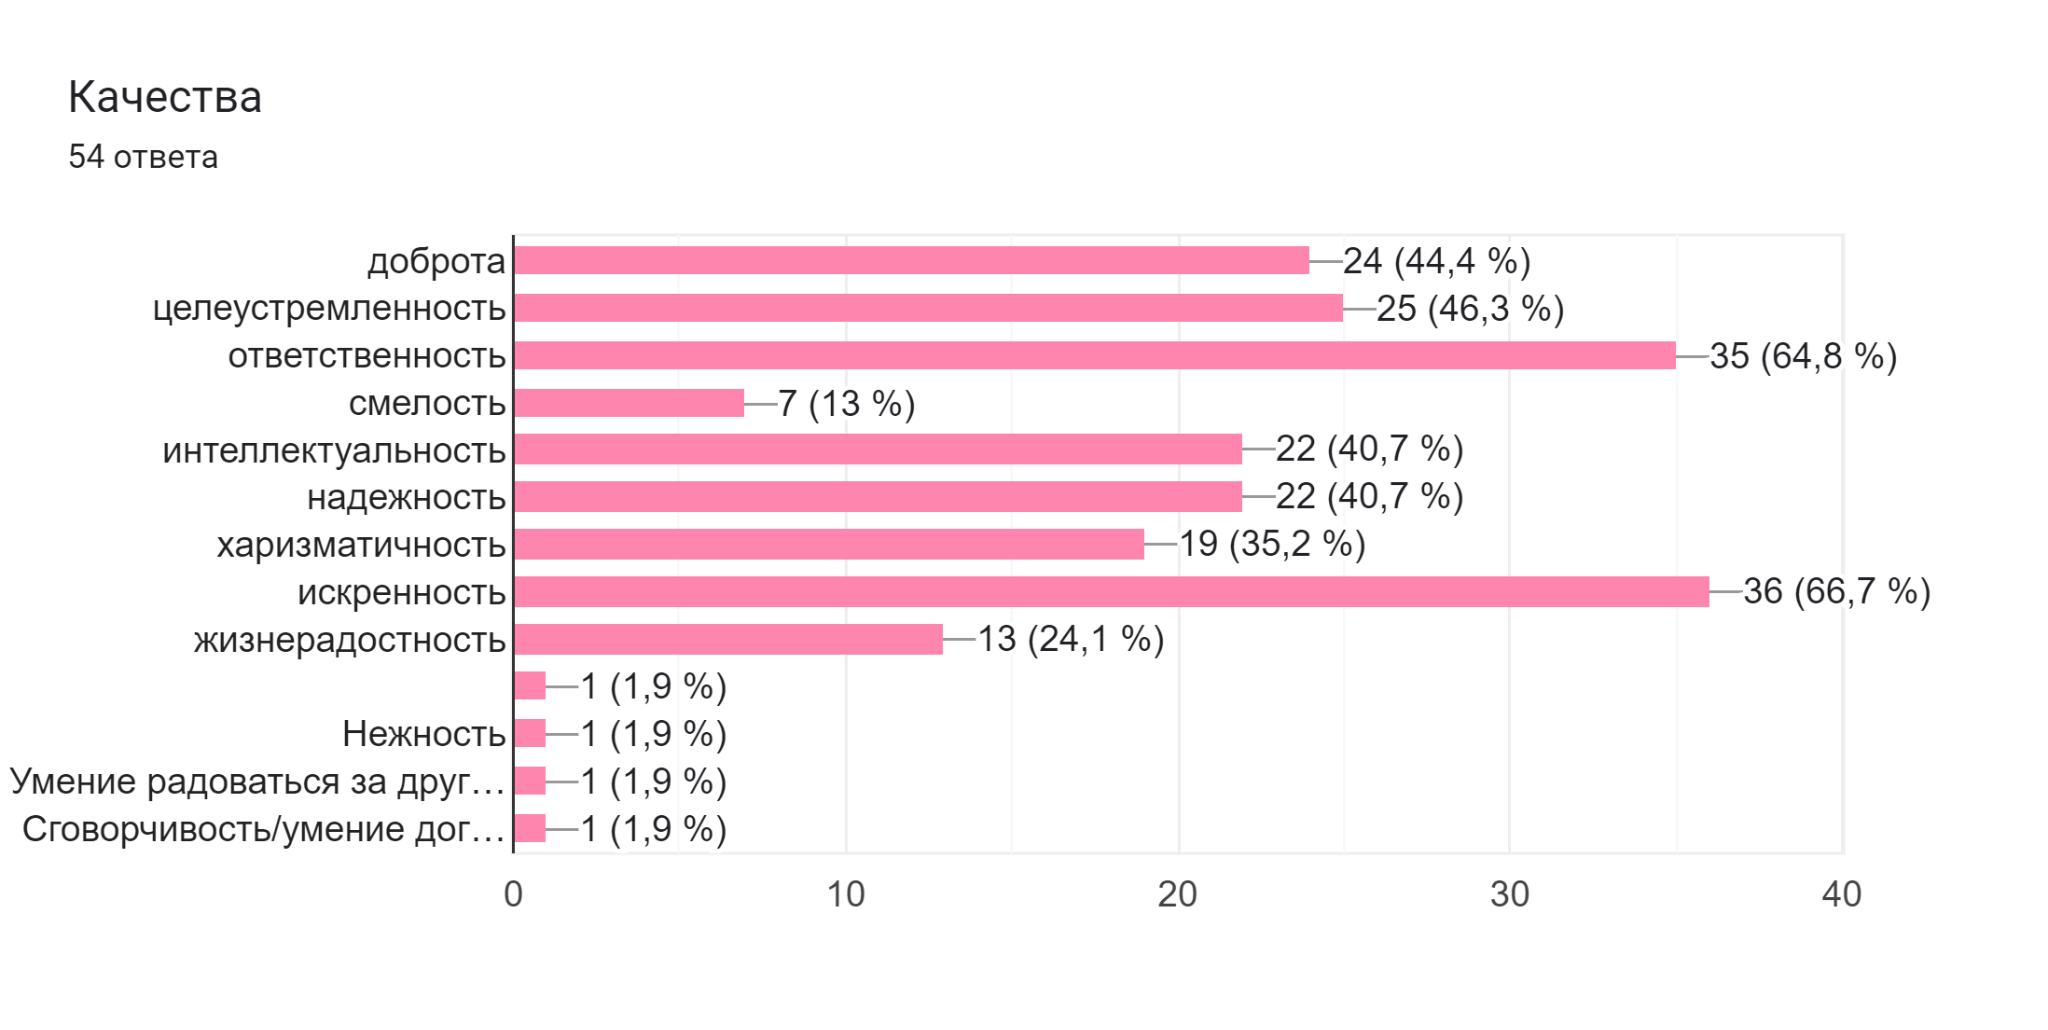 Качества
54 ответа
доброта 24 (44,4 %)
целеустремленность 25 (46,3 %)
ответственность 35 (64,8 %)
смелость 7 (13 %)
интеллектуальность 22 (40,7 %)
надежность 22 (40,7 %)
харизматичность 19 (35,2 %)
искренность 36 (66,7 %)
жизнерадостность 13 (24,1 %)
1 (1,9 %)
Нежность 1 (1,9 %)
Умение радоваться за друг… 1 (1,9 %)
Сговорчивость/умение дог… 1 (1,9 %)
0 10 20 30 40